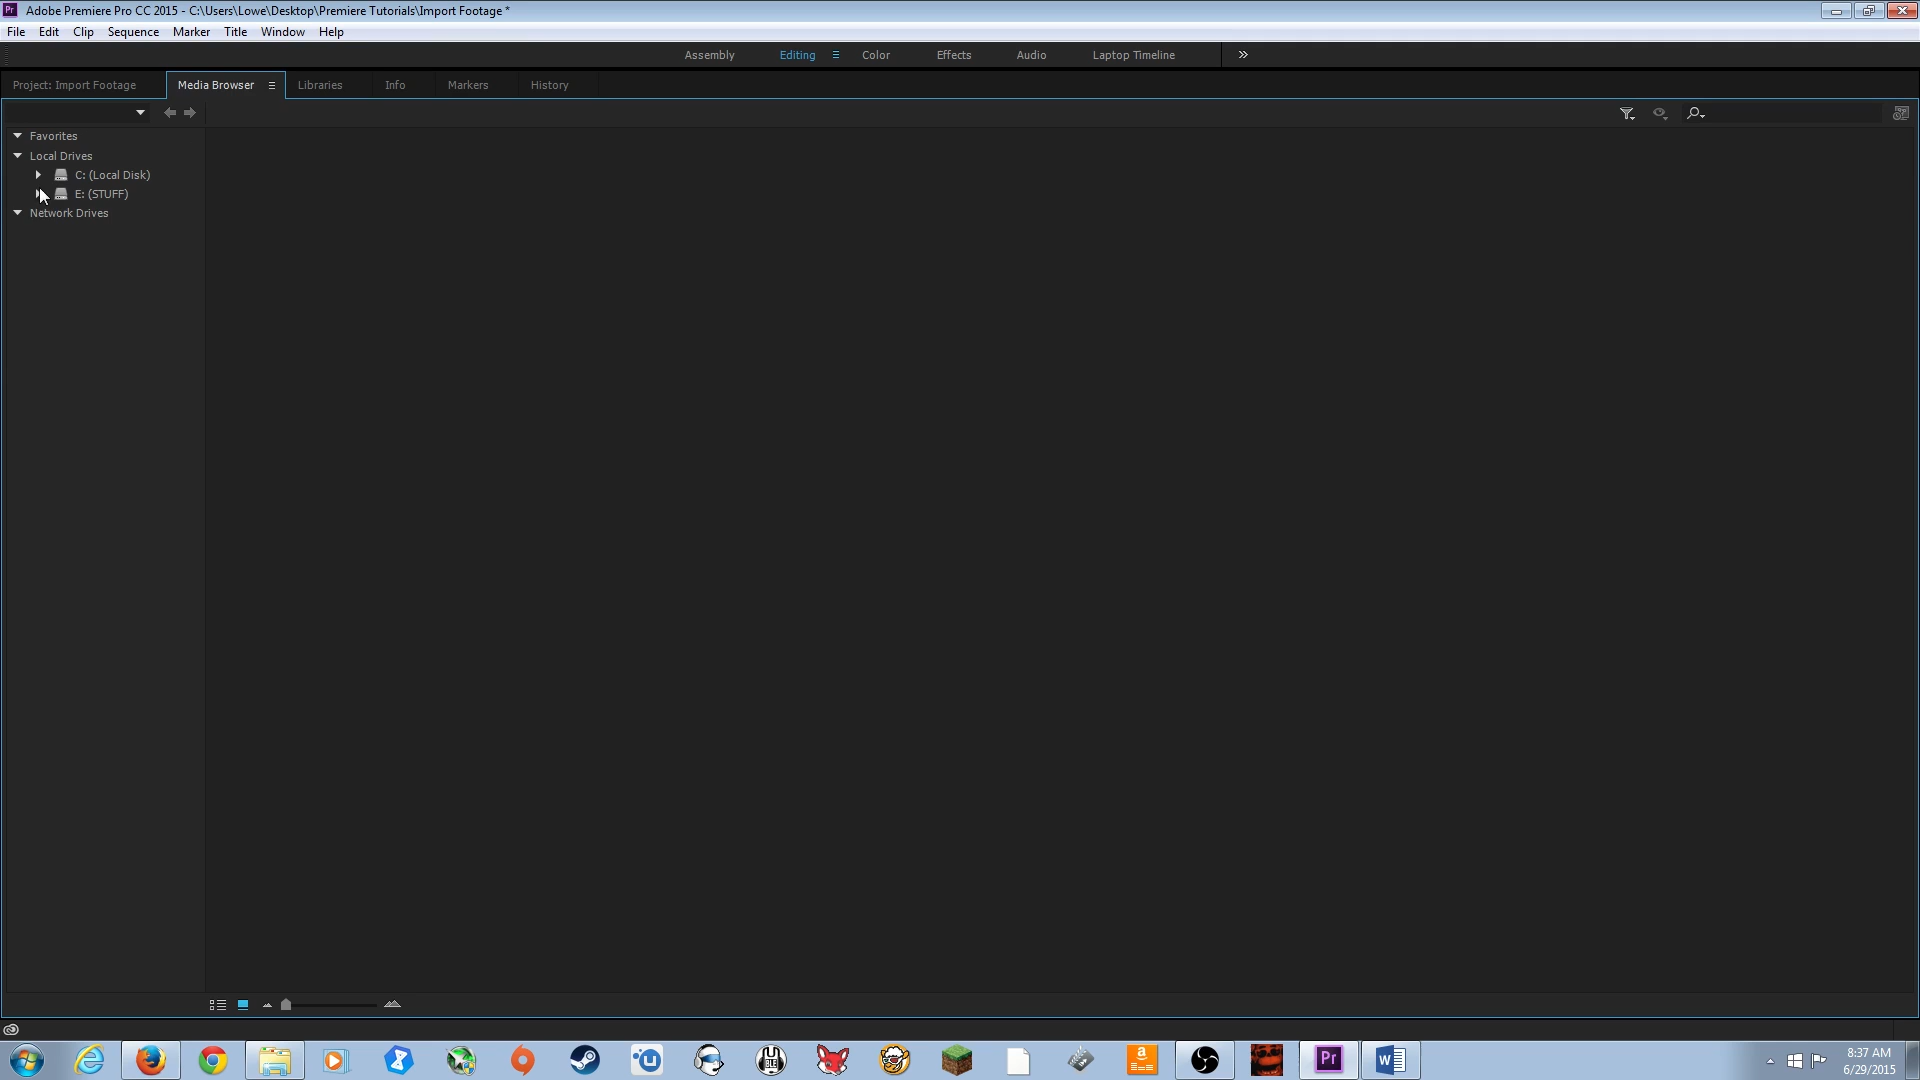 Pr Adobe Premiere Pro CC 2015 - C:\Users\Lowe\Desktop\Premiere Tutorials\Import Footage *
File Edit Clip Sequence Marker Title Window Help
Assembly Editing Color Effects Audio Laptop Timeline
Project: Import Footage Media Browser Libraries Info Markers History
Favorites
Local Drives
C: (Local Disk)
E: (STUFF)
Network Drives
8:37 AM
6/29/2015
Pr